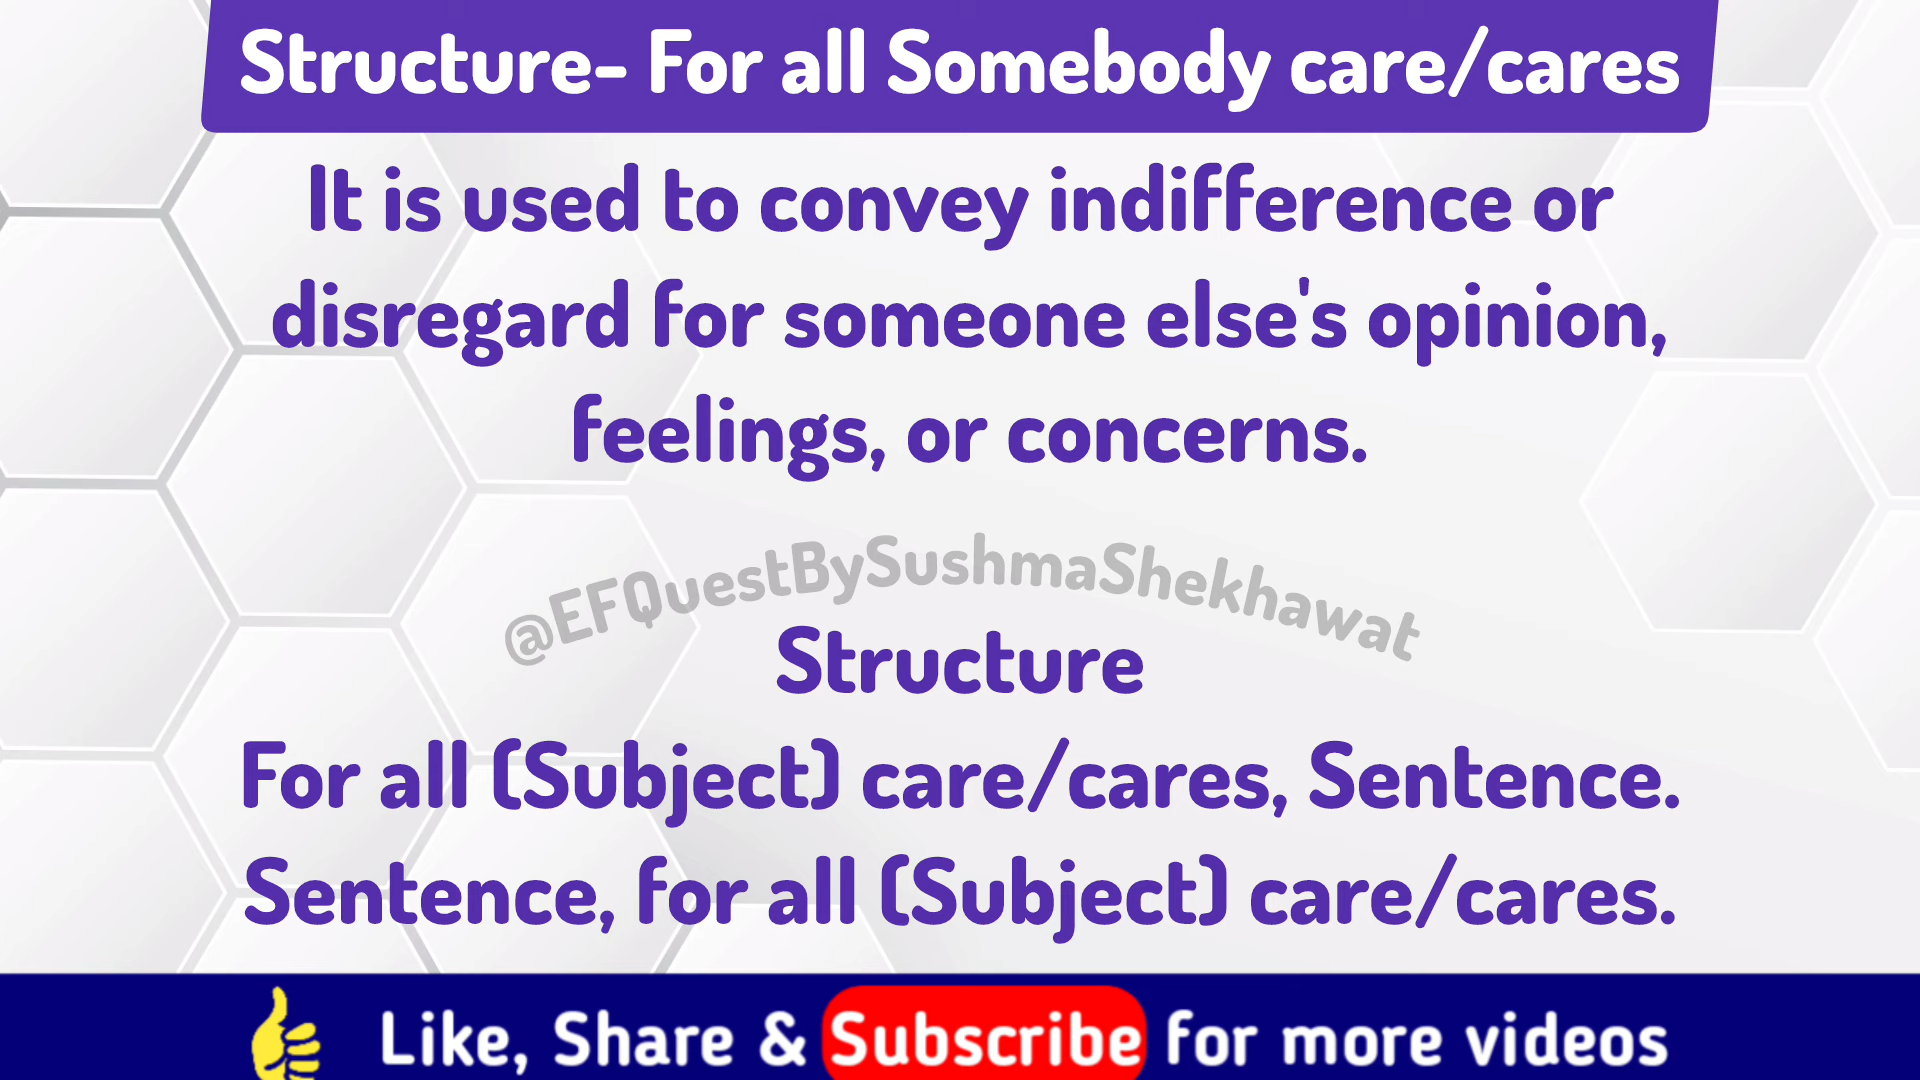 Structure- For all Somebody care/cares
It is used to convey indifference or
disregard for someone else's opinion,
feelings, or concerns.
@EFQuestBySushmaShekhawat
Structure
For all (Subject) care/cares, Sentence.
Sentence, for all (Subject) care/cares.
Like, Share & Subscribe for more videos